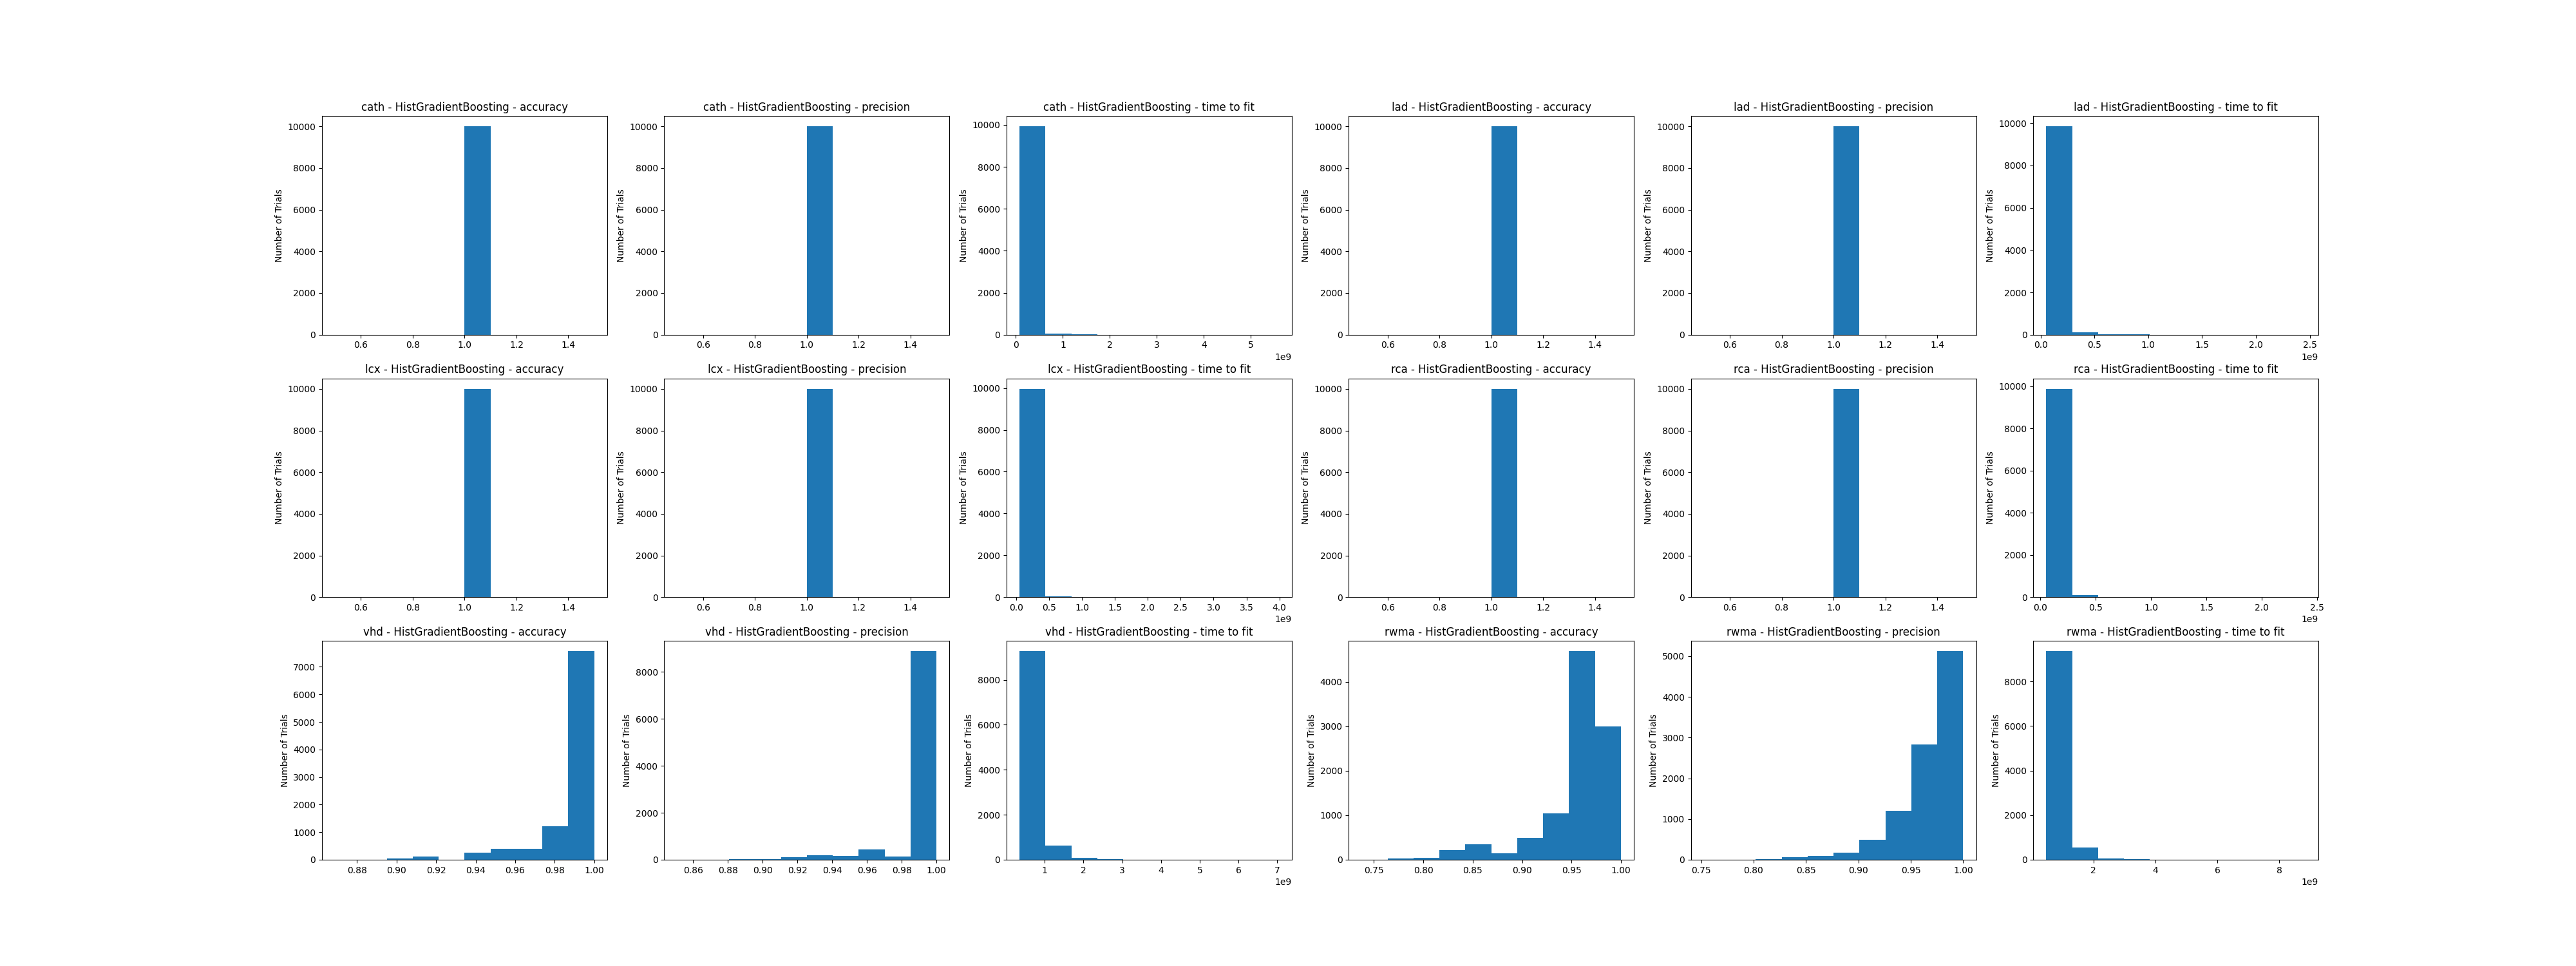 cath - HistGradientBoosting - accuracy
Number of Trials
10000
8000
6000
4000
2000
0
0.6 0.8 1.0 1.2 1.4
cath - HistGradientBoosting - precision
Number of Trials
10000
8000
6000
4000
2000
0
0.6 0.8 1.0 1.2 1.4
cath - HistGradientBoosting - time to fit
Number of Trials
10000
8000
6000
4000
2000
0
0 1 2 3 4 5
1e9
lad - HistGradientBoosting - accuracy
Number of Trials
10000
8000
6000
4000
2000
0
0.6 0.8 1.0 1.2 1.4
lad - HistGradientBoosting - precision
Number of Trials
10000
8000
6000
4000
2000
0
0.6 0.8 1.0 1.2 1.4
lad - HistGradientBoosting - time to fit
Number of Trials
10000
8000
6000
4000
2000
0
0.0 0.5 1.0 1.5 2.0 2.5
1e9
lcx - HistGradientBoosting - accuracy
Number of Trials
10000
8000
6000
4000
2000
0
0.6 0.8 1.0 1.2 1.4
lcx - HistGradientBoosting - precision
Number of Trials
10000
8000
6000
4000
2000
0
0.6 0.8 1.0 1.2 1.4
lcx - HistGradientBoosting - time to fit
Number of Trials
10000
8000
6000
4000
2000
0
0.0 0.5 1.0 1.5 2.0 2.5 3.0 3.5 4.0
1e9
rca - HistGradientBoosting - accuracy
Number of Trials
10000
8000
6000
4000
2000
0
0.6 0.8 1.0 1.2 1.4
rca - HistGradientBoosting - precision
Number of Trials
10000
8000
6000
4000
2000
0
0.6 0.8 1.0 1.2 1.4
rca - HistGradientBoosting - time to fit
Number of Trials
10000
8000
6000
4000
2000
0
0.0 0.5 1.0 1.5 2.0 2.5
1e9
vhd - HistGradientBoosting - accuracy
Number of Trials
7000
6000
5000
4000
3000
2000
1000
0
0.88 0.90 0.92 0.94 0.96 0.98 1.00
vhd - HistGradientBoosting - precision
Number of Trials
8000
6000
4000
2000
0
0.86 0.88 0.90 0.92 0.94 0.96 0.98 1.00
vhd - HistGradientBoosting - time to fit
Number of Trials
8000
6000
4000
2000
0
1 2 3 4 5 6 7
1e9
rwma - HistGradientBoosting - accuracy
Number of Trials
4000
3000
2000
1000
0
0.75 0.80 0.85 0.90 0.95 1.00
rwma - HistGradientBoosting - precision
Number of Trials
5000
4000
3000
2000
1000
0
0.75 0.80 0.85 0.90 0.95 1.00
rwma - HistGradientBoosting - time to fit
Number of Trials
8000
6000
4000
2000
0
2 4 6 8
1e9